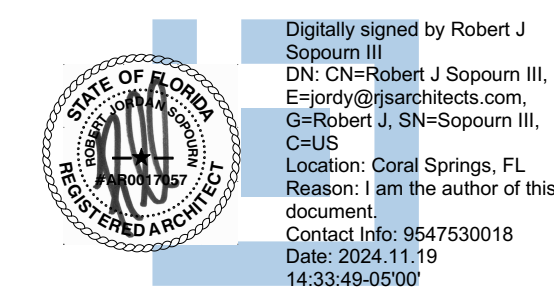 STATE OF FLORIDA
ROBERT JORDAN SOPOURN
#AR0017057
REGISTERED ARCHITECT
Digitally signed by Robert J
Sopourn III
DN: CN=Robert J Sopourn III,
E=jordy@rjsarchitects.com,
G=Robert J, SN=Sopourn III,
C=US
Location: Coral Springs, FL
Reason: I am the author of this
document.
Contact Info: 9547530018
Date: 2024.11.19
14:33:49-05'00'